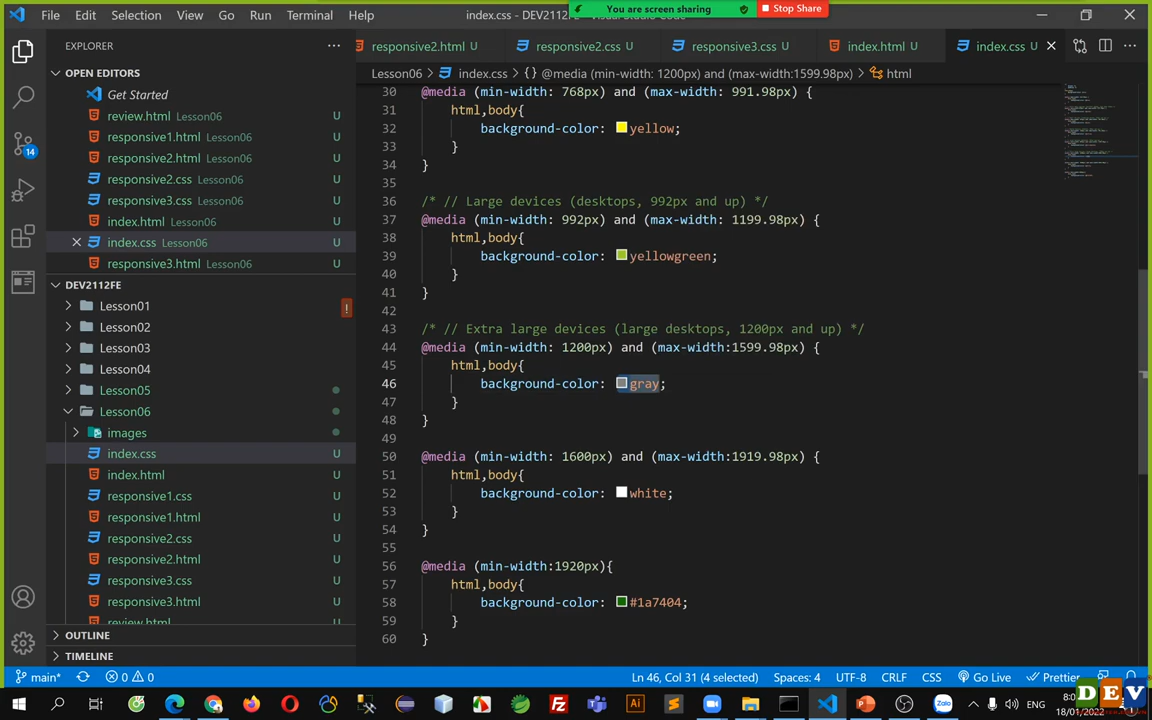 File Edit Selection View Go Run Terminal Help
index.css - DEV2112FE
You are screen sharing
Stop Share
EXPLORER
OPEN EDITORS
Get Started
review.html Lesson06 U
responsive1.html Lesson06 U
responsive2.html Lesson06 U
responsive2.css Lesson06 U
responsive3.css Lesson06 U
index.html Lesson06 U
index.css Lesson06 U
responsive3.html Lesson06 U
DEV2112FE
Lesson01
Lesson02
Lesson03
Lesson04
Lesson05
Lesson06
images
index.css U
index.html U
responsive1.css U
responsive1.html U
responsive2.css U
responsive2.html U
responsive3.css U
responsive3.html U
review.html U
OUTLINE
TIMELINE
14
responsive2.html U responsive2.css U responsive3.css U index.html U index.css U
Lesson06 > index.css > {} @media (min-width: 1200px) and (max-width:1599.98px) > html
30 @media (min-width: 768px) and (max-width: 991.98px) {
31 html,body{
32 background-color: yellow;
33 }
34 }
35
36 /* // Large devices (desktops, 992px and up) */
37 @media (min-width: 992px) and (max-width: 1199.98px) {
38 html,body{
39 background-color: yellowgreen;
40 }
41 }
42
43 /* // Extra large devices (large desktops, 1200px and up) */
44 @media (min-width: 1200px) and (max-width:1599.98px) {
45 html,body{
46 background-color: gray;
47 }
48 }
49
50 @media (min-width: 1600px) and (max-width:1919.98px) {
51 html,body{
52 background-color: white;
53 }
54 }
55
56 @media (min-width:1920px){
57 html,body{
58 background-color: #1a7404;
59 }
60 }
main* 0 0 Ln 46, Col 31 (4 selected) Spaces: 4 UTF-8 CRLF CSS Go Live Prettier
ENG
18/01/2022
DEV